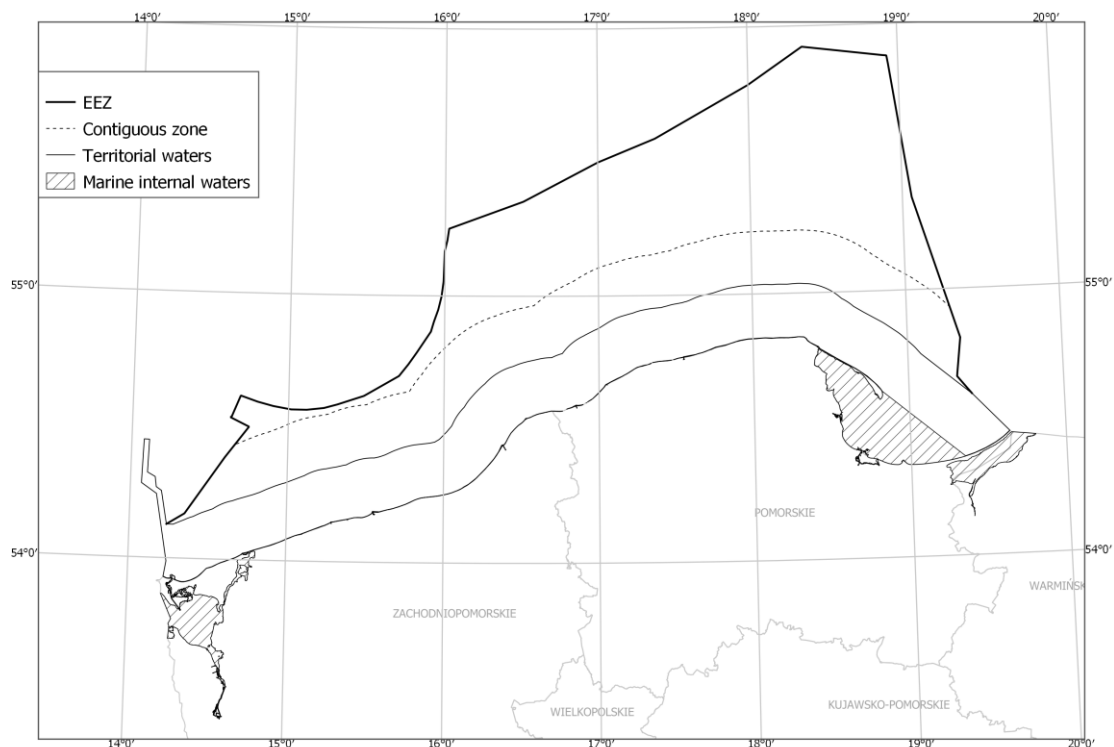 14°0' 15°0' 16°0' 17°0' 18°0' 19°0' 20°0'
EEZ
Contiguous zone
Territorial waters
Marine internal waters
55°0' 55°0'
POMORSKIE
54°0' 54°0'
WARMIŃSK
ZACHODNIOPOMORSKIE
KUJAWSKO-POMORSKIE
WIELKOPOLSKIE
14°0' 15°0' 16°0' 17°0' 18°0' 19°0' 20°0'